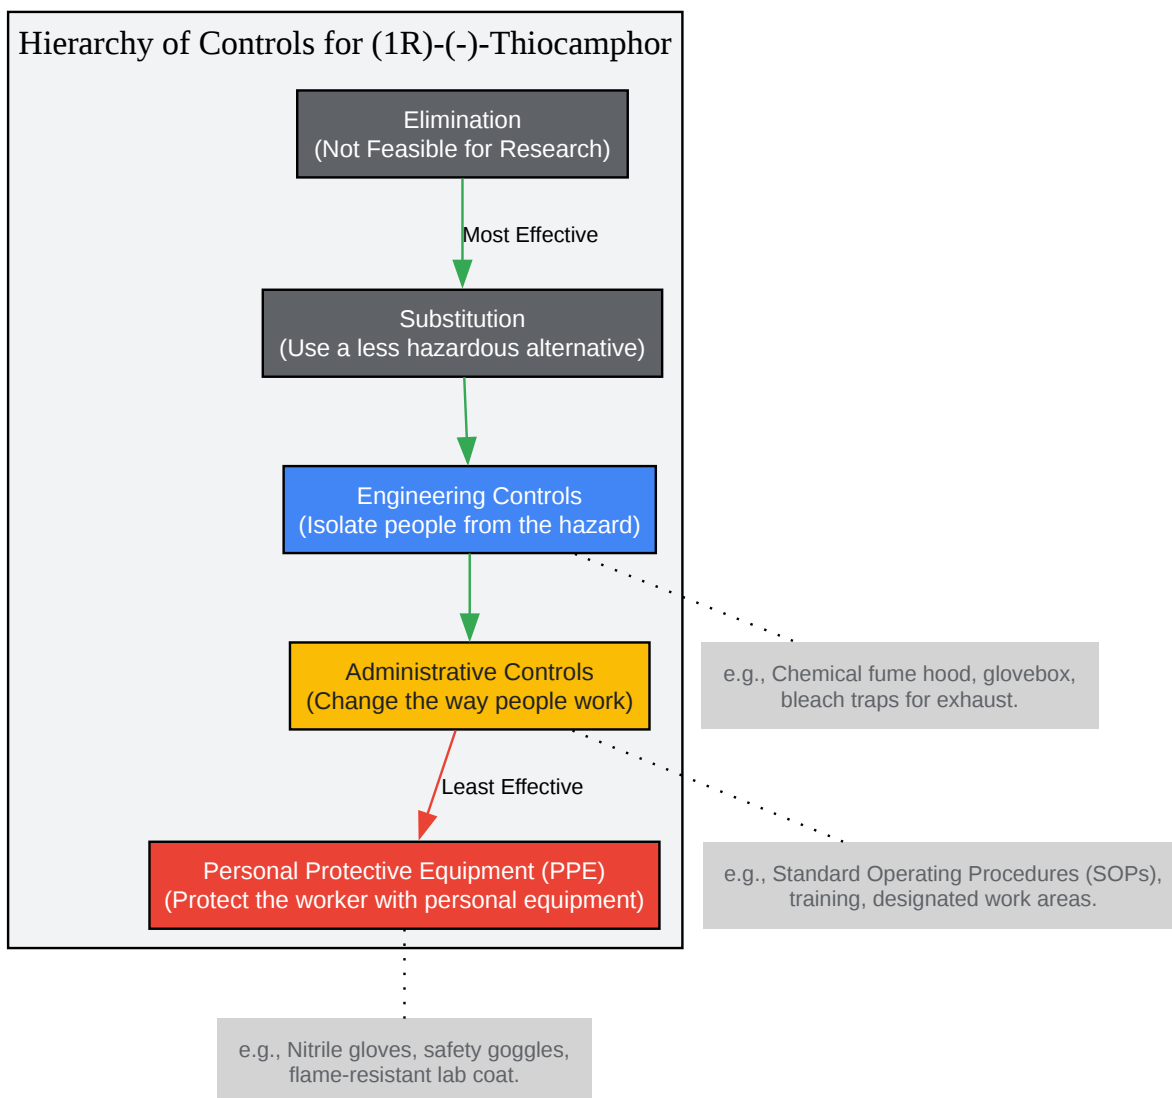 Hierarchy of Controls for (1R)-(-)-Thiocamphor
Elimination
(Not Feasible for Research)
Most Effective
Substitution
(Use a less hazardous alternative)
Engineering Controls
(Isolate people from the hazard)
Administrative Controls
(Change the way people work)
e.g., Chemical fume hood, glovebox,
bleach traps for exhaust.
Least Effective
Personal Protective Equipment (PPE)
(Protect the worker with personal equipment)
e.g., Standard Operating Procedures (SOPs),
training, designated work areas.
e.g., Nitrile gloves, safety goggles,
flame-resistant lab coat.